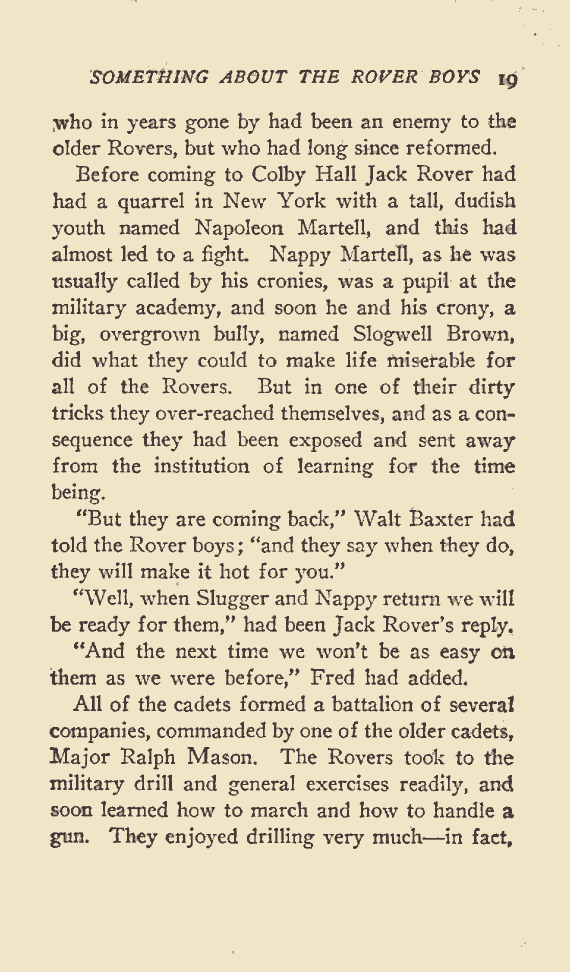 SOMETHING ABOUT THE ROVER BOYS 19
who in years gone by had been an enemy to the
older Rovers, but who had long since reformed.
Before coming to Colby Hall Jack Rover had
had a quarrel in New York with a tall, dudish
youth named Napoleon Martell, and this had
almost led to a fight. Nappy Martell, as he was
usually called by his cronies, was a pupil at the
military academy, and soon he and his crony, a
big, overgrown bully, named Slogwell Brown,
did what they could to make life miserable for
all of the Rovers. But in one of their dirty
tricks they over-reached themselves, and as a con-
sequence they had been exposed and sent away
from the institution of learning for the time
being.
"But they are coming back," Walt Baxter had
told the Rover boys; "and they say when they do,
they will make it hot for you."
"Well, when Slugger and Nappy return we will
be ready for them," had been Jack Rover's reply.
"And the next time we won't be as easy on
them as we were before," Fred had added.
All of the cadets formed a battalion of several
companies, commanded by one of the older cadets,
Major Ralph Mason. The Rovers took to the
military drill and general exercises readily, and
soon learned how to march and how to handle a
gun. They enjoyed drilling very much—in fact,